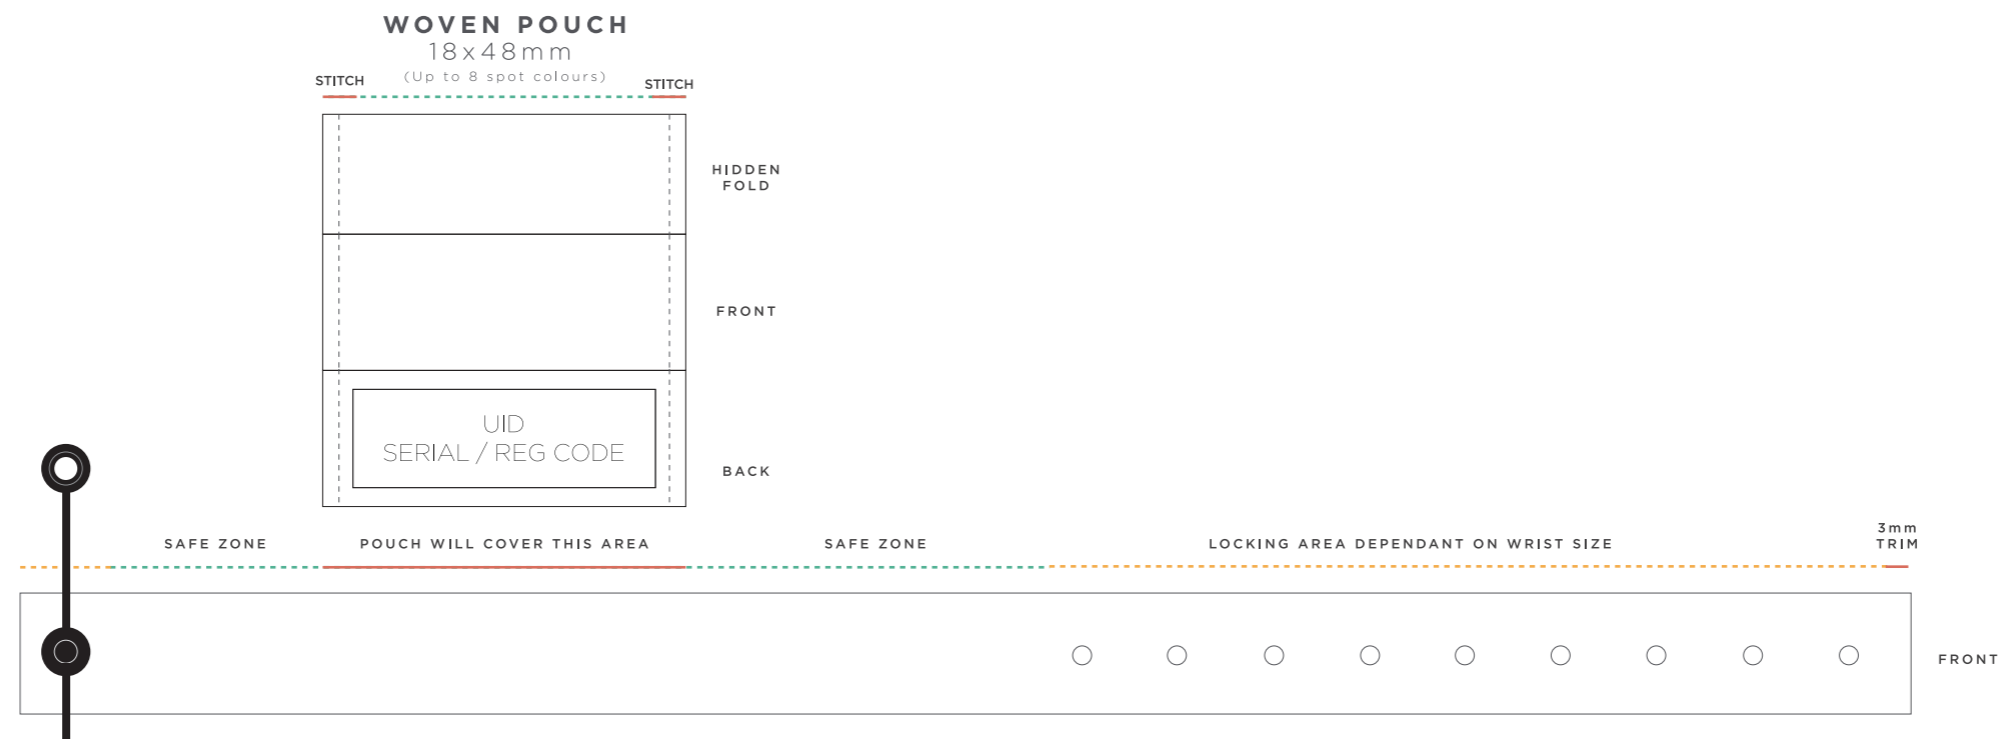 WOVEN POUCH
18x48mm
(Up to 8 spot colours)
STITCH
STITCH
HIDDEN
FOLD
FRONT
UID
SERIAL / REG CODE
BACK
SAFE ZONE
POUCH WILL COVER THIS AREA
SAFE ZONE
LOCKING AREA DEPENDANT ON WRIST SIZE
3mm
TRIM
FRONT